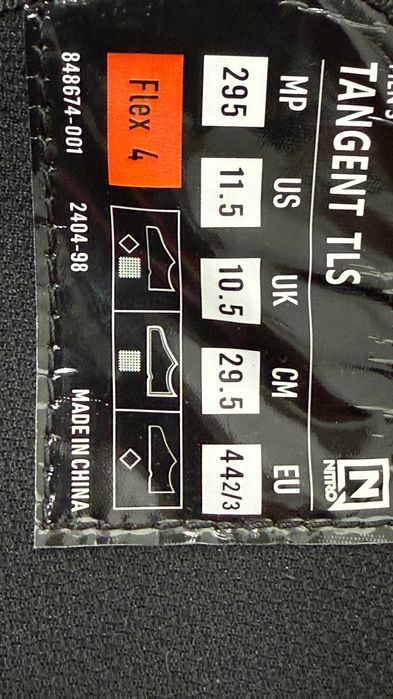 MEN'S
TANGENT TLS
NITRO
MP US UK CM EU
295 11.5 10.5 29.5 44 2/3
Flex 4
848674-001 2404-98 MADE IN CHINA